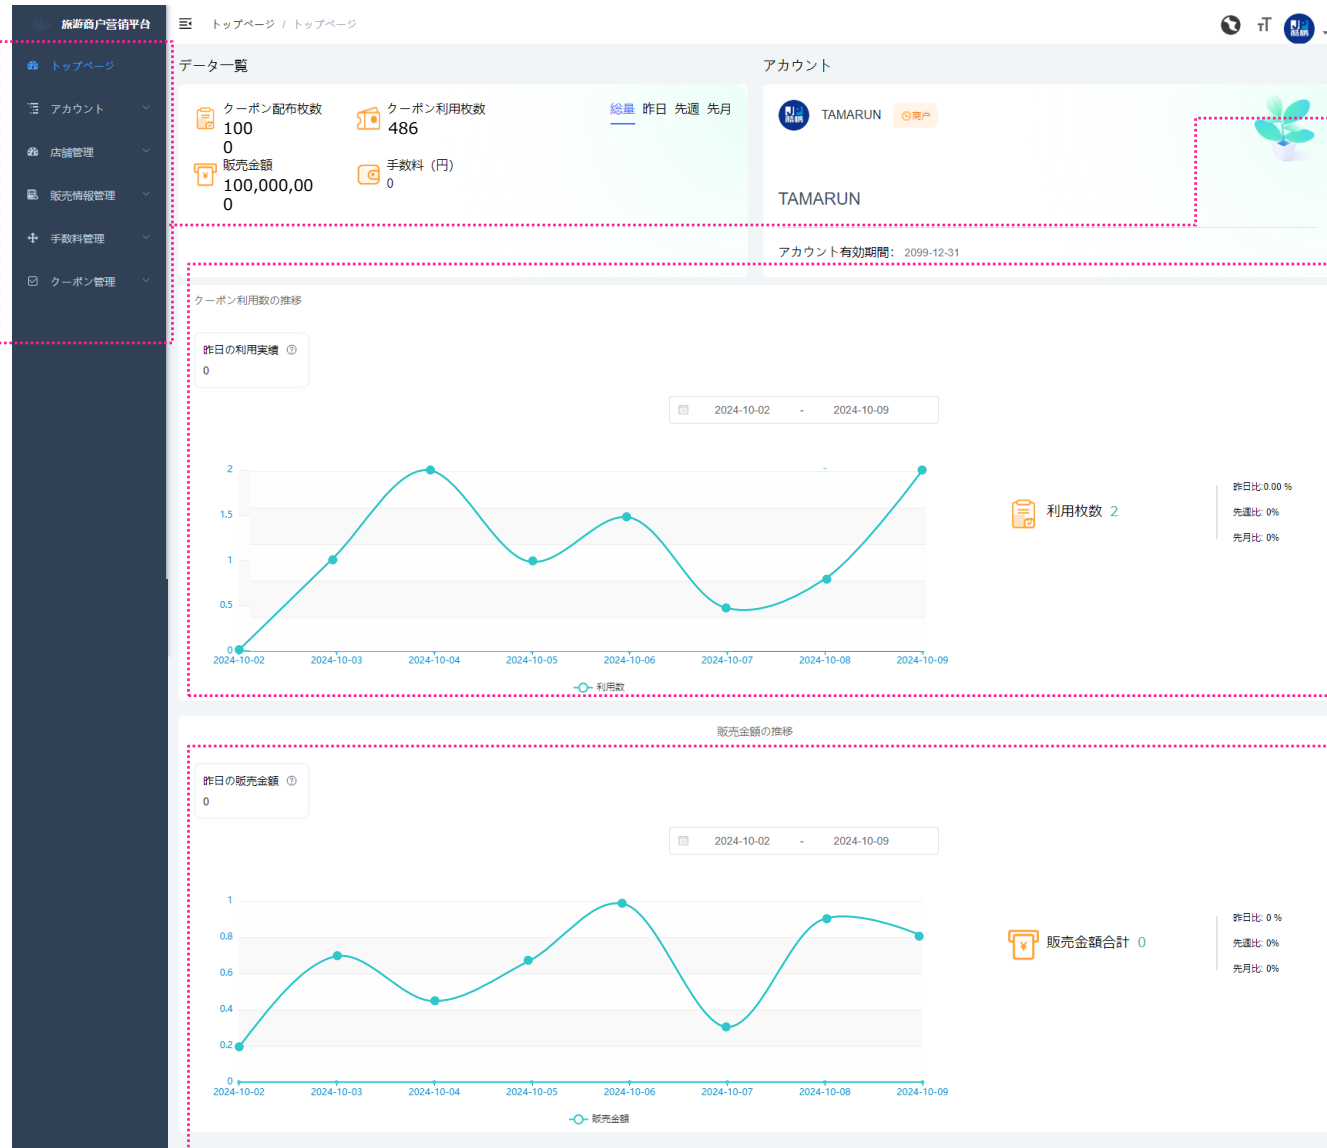 旅游商户营销平台
トップページ / トップページ
TT
トップページ
アカウント
店舗管理
販売情報管理
手数料管理
クーポン管理
データ一覧
クーポン配布枚数
100
0
クーポン利用枚数
486
総量 昨日 先週 先月
販売金額
100,000,00
0
手数料（円）
0
アカウント
TAMARUN 商户
TAMARUN
アカウント有効期間： 2099-12-31
クーポン利用数の推移
昨日の利用実績
0
2024-10-02 - 2024-10-09
2
1.5
1
0.5
0
2024-10-02 2024-10-03 2024-10-04 2024-10-05 2024-10-06 2024-10-07 2024-10-08 2024-10-09
利用数
利用枚数 2
昨日比:0.00 %
先週比: 0%
先月比: 0%
販売金額の推移
昨日の販売金額
0
2024-10-02 - 2024-10-09
1
0.8
0.6
0.4
0.2
0
2024-10-02 2024-10-03 2024-10-04 2024-10-05 2024-10-06 2024-10-07 2024-10-08 2024-10-09
販売金額
販売金額合計 0
昨日比: 0 %
先週比: 0%
先月比: 0%